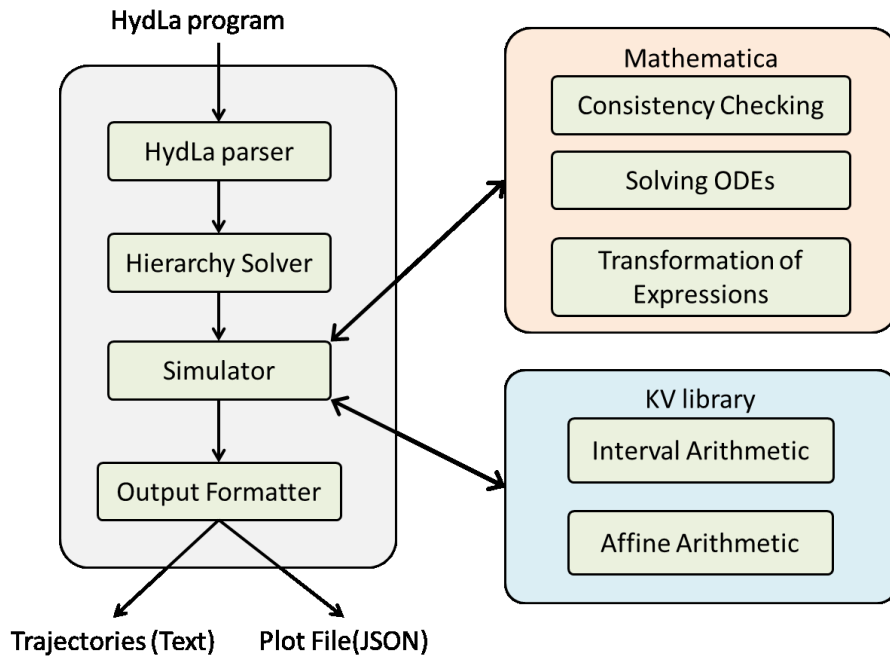 HydLa program
HydLa parser
Hierarchy Solver
Simulator
Output Formatter
Trajectories (Text)
Plot File(JSON)
Mathematica
Consistency Checking
Solving ODEs
Transformation of
Expressions
KV library
Interval Arithmetic
Affine Arithmetic